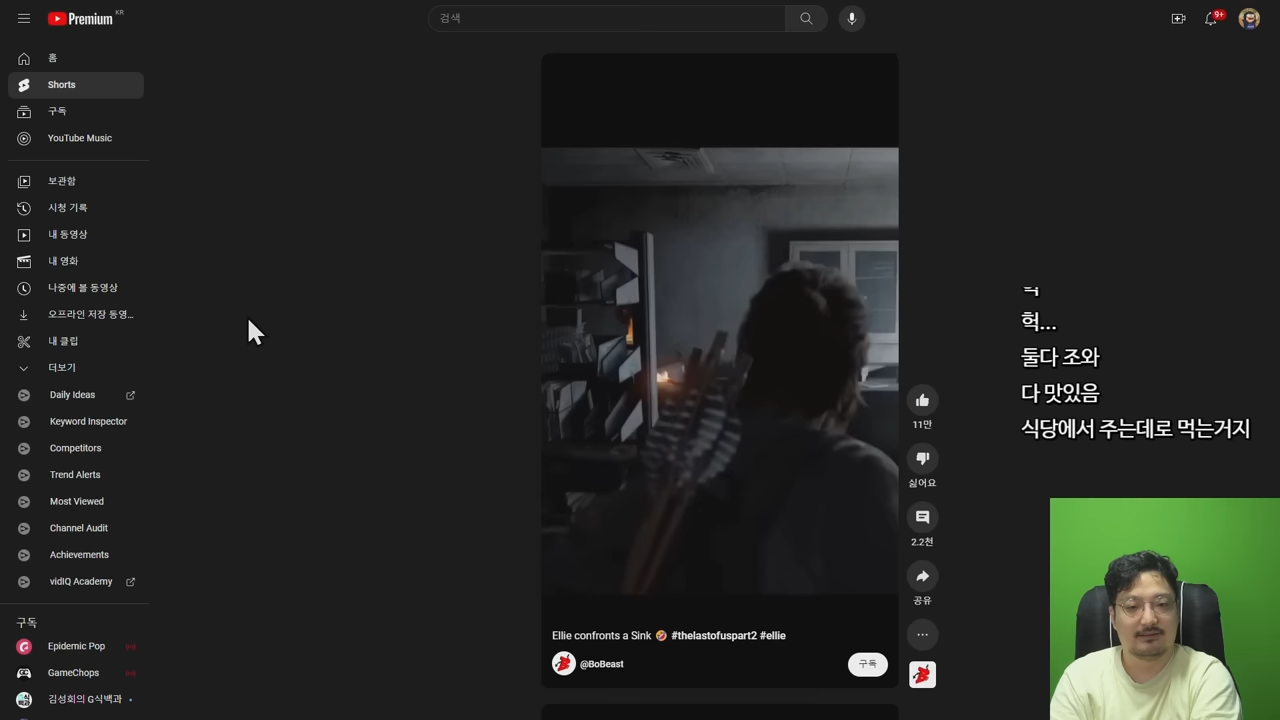 Premium KR
검색
9+
홈
Shorts
구독
YouTube Music
보관함
시청 기록
내 동영상
내 영화
나중에 볼 동영상
오프라인 저장 동영...
내 클립
더보기
Daily Ideas
Keyword Inspector
Competitors
Trend Alerts
Most Viewed
Channel Audit
Achievements
vidIQ Academy
구독
Epidemic Pop
GameChops
김성회의 G식백과
11만
싫어요
2.2천
공유
Ellie confronts a Sink 🤣 #thelastofuspart2 #ellie
@BoBeast
구독
헉...
둘다 조와
다 맛있음
식당에서 주는데로 먹는거지